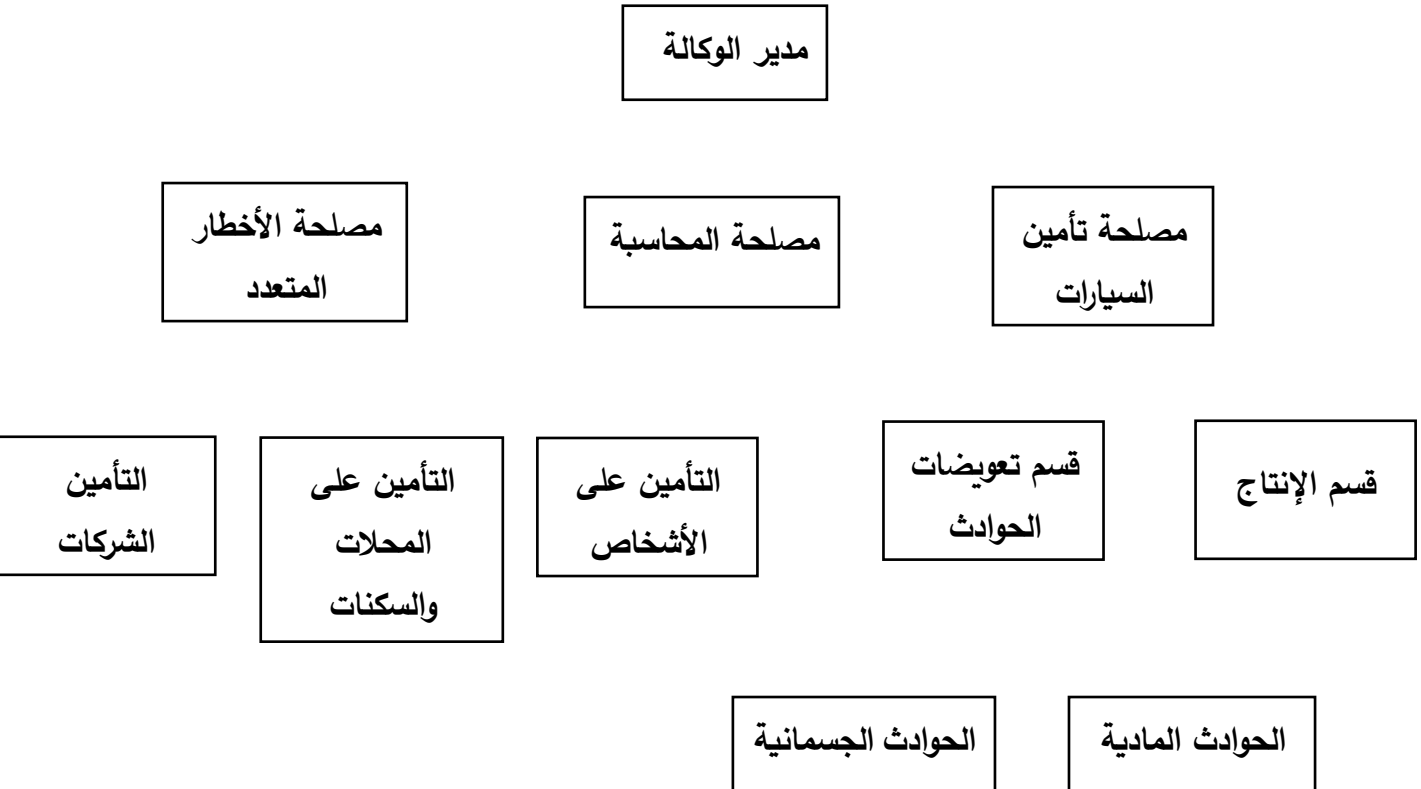 مدير الوكالة
مصلحة تأمين
السيارات
مصلحة المحاسبة
مصلحة الأخطار
المتعدد
قسم الإنتاج
قسم تعويضات
الحوادث
التأمين على
الأشخاص
التأمين على
المحلات
والسكنات
التأمين
الشركات
الحوادث المادية
الحوادث الجسمانية